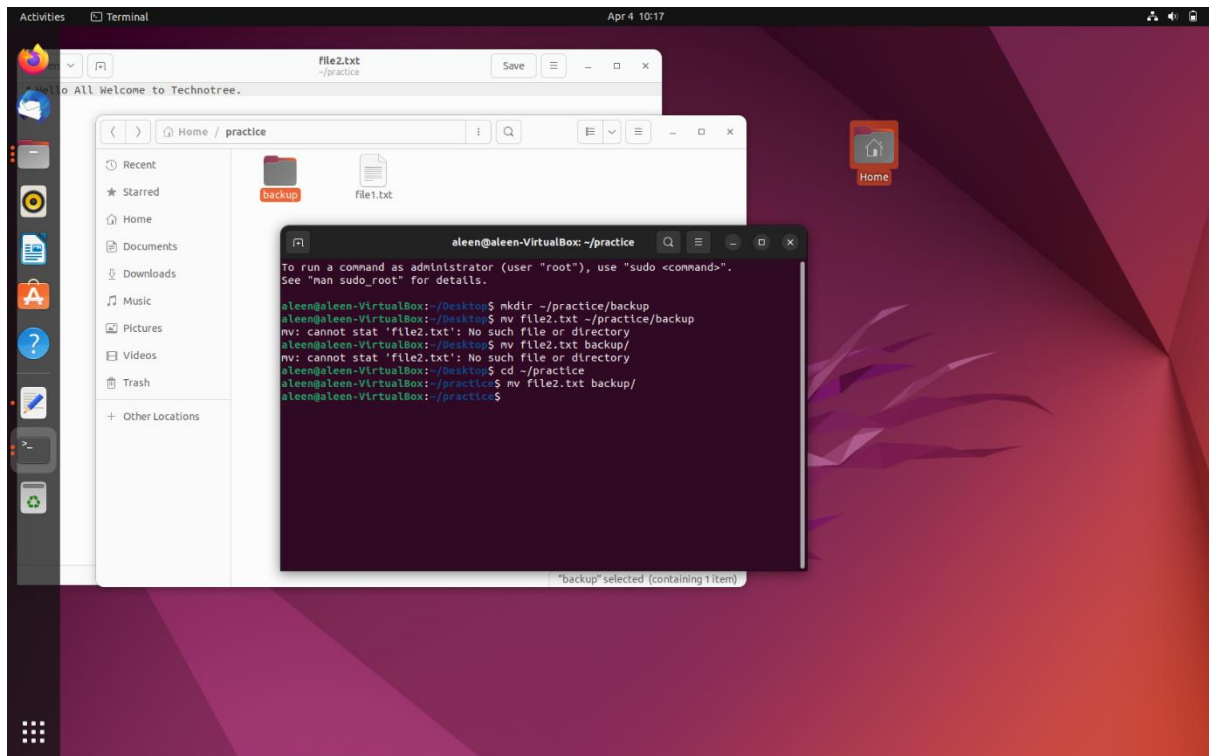 Activities
Terminal
Apr 4 10:17
file2.txt
~/practice
Save
Hello All Welcome to Technotree.
Home / practice
Recent
Starred
Home
Documents
Downloads
Music
Pictures
Videos
Trash
+ Other Locations
backup
file1.txt
Home
aleen@aleen-VirtualBox: ~/practice
To run a command as administrator (user "root"), use "sudo <command>".
See "man sudo_root" for details.
aleen@aleen-VirtualBox:~/Desktop$ mkdir ~/practice/backup
aleen@aleen-VirtualBox:~/Desktop$ mv file2.txt ~/practice/backup
mv: cannot stat 'file2.txt': No such file or directory
aleen@aleen-VirtualBox:~/Desktop$ mv file2.txt backup/
mv: cannot stat 'file2.txt': No such file or directory
aleen@aleen-VirtualBox:~/Desktop$ cd ~/practice
aleen@aleen-VirtualBox:~/practice$ mv file2.txt backup/
aleen@aleen-VirtualBox:~/practice$
"backup" selected (containing 1 item)